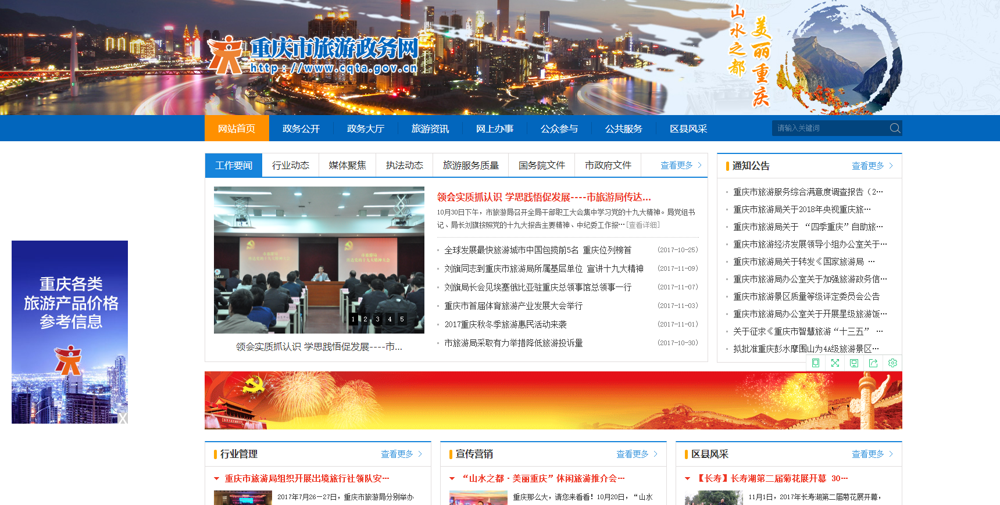 重庆市旅游政务网
http://www.cqta.gov.cn
山水之都
美丽重庆
网站首页
政务公开
政务大厅
旅游资讯
网上办事
公众参与
公共服务
区县风采
请输入关键词
工作要闻
行业动态
媒体聚焦
执法动态
旅游服务质量
国务院文件
市政府文件
查看更多
领会实质抓认识 学思践悟促发展----市旅游局传达...
10月30日下午，市旅游局召开全局干部职工大会集中学习党的十九大精神。局党组书
记、局长刘旗按照党的十九大报告主要精神、中纪委工作报…[查看详细]
全球发展最快旅游城市中国包揽前5名 重庆位列榜首 (2017-10-25)
刘旗同志到重庆市旅游局所属基层单位 宣讲十九大精神 (2017-11-09)
刘旗局长会见埃塞俄比亚驻重庆总领事馆总领事一行 (2017-11-07)
重庆市首届体育旅游产业发展大会举行 (2017-11-03)
2017重庆秋冬季旅游惠民活动来袭 (2017-11-01)
市旅游局采取有力举措降低旅游投诉量 (2017-10-30)
市旅游局
传达党的十九大精神大会
市旅游局
传达党的十九大精神大会
1 2 3 4 5
领会实质抓认识 学思践悟促发展----市...
通知公告
查看更多
重庆市旅游服务综合满意度调查报告（2…
重庆市旅游局关于2018年央视重庆旅…
重庆市旅游局关于 “四季重庆”自助旅…
重庆市旅游经济发展领导小组办公室关于…
重庆市旅游局关于转发《国家旅游局 …
重庆市旅游局办公室关于加强旅游政务信…
重庆市旅游景区质量等级评定委员会公告
重庆市旅游局办公室关于开展星级旅游饭…
关于征求《重庆市智慧旅游“十三五” …
拟批准重庆彭水摩围山为4A级旅游景区…
重庆各类
旅游产品价格
参考信息
X
行业管理
查看更多
重庆市旅游局组织开展出境旅行社领队安…
2017年7月26-27日，重庆市旅游局分别举办
宣传营销
查看更多
“山水之都·美丽重庆”休闲旅游推介会…
重庆那么大，请您来看看！10月20日，“山水
区县风采
查看更多
【长寿】长寿湖第二届菊花展开幕 30…
11月1日，2017年长寿湖第二届菊花展开幕，